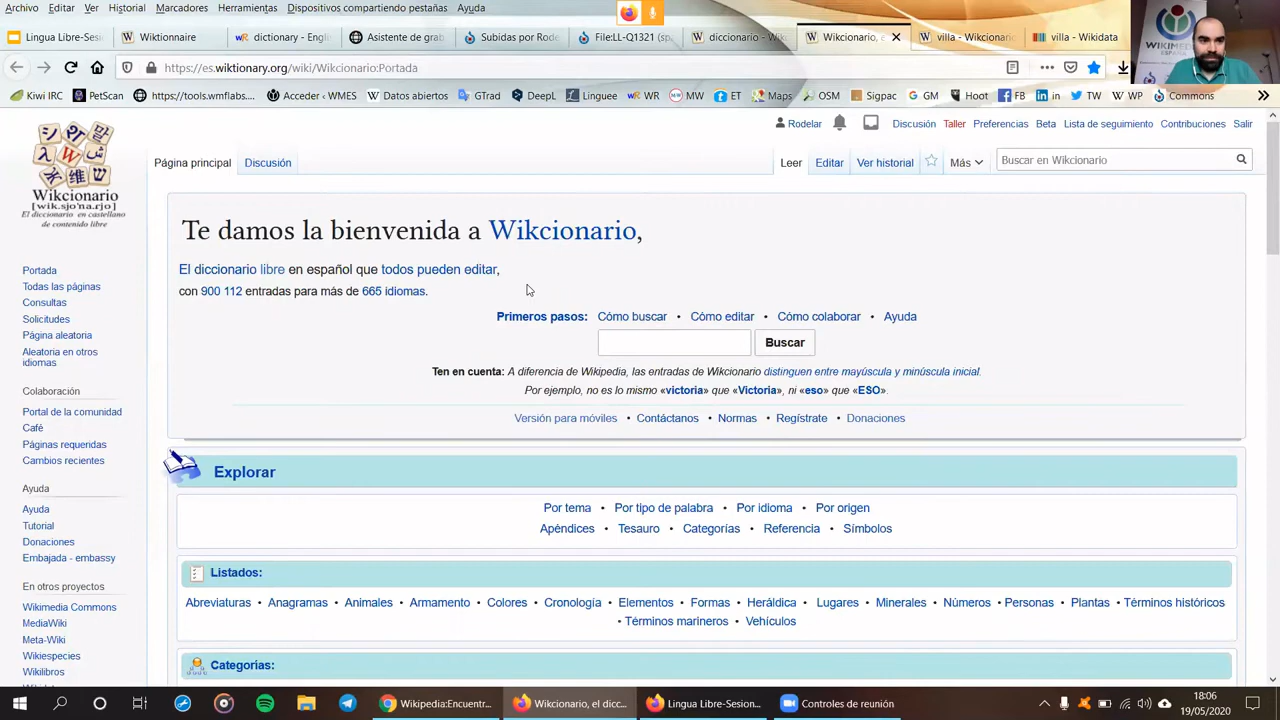 Archivo Editar Ver Historial Marcadores Herramientas Dispositivos compartiendo pestañas Ayuda
Lingua Libre-Sesi Wiktionnaire dictionary - Engl Asistente de grab Subidas por Rode File:LL-Q1321 (sp diccionario – Wik Wikcionario, e villa - Wikcionario villa - Wikidata
https://es.wiktionary.org/wiki/Wikcionario:Portada
Kiwi IRC PetScan https://tools.wmflabs.... Acceder‹ WMES Datos abiertos GTrad DeepL Linguee WR MW ET Maps OSM Sigpac GM Hoot FB in TW WP Commons
WIKIMEDIA
ESPAÑA
Rodelar Discusión Taller Preferencias Beta Lista de seguimiento Contribuciones Salir
Página principal Discusión Leer Editar Ver historial Más Buscar en Wikcionario
Wikcionario
[wik.sjo'na.rjo]
El diccionario en castellano
de contenido libre
Te damos la bienvenida a Wikcionario,
El diccionario libre en español que todos pueden editar,
con 900 112 entradas para más de 665 idiomas.
Primeros pasos: Cómo buscar • Cómo editar • Cómo colaborar • Ayuda
Buscar
Ten en cuenta: A diferencia de Wikipedia, las entradas de Wikcionario distinguen entre mayúscula y minúscula inicial.
Por ejemplo, no es lo mismo «victoria» que «Victoria», ni «eso» que «ESO».
Versión para móviles • Contáctanos • Normas • Regístrate • Donaciones
Portada
Todas las páginas
Consultas
Solicitudes
Página aleatoria
Aleatoria en otros
idiomas
Colaboración
Portal de la comunidad
Café
Páginas requeridas
Cambios recientes
Ayuda
Ayuda
Tutorial
Donaciones
Embajada - embassy
En otros proyectos
Wikimedia Commons
MediaWiki
Meta-Wiki
Wikiespecies
Wikilibros
Explorar
Por tema • Por tipo de palabra • Por idioma • Por origen
Apéndices • Tesauro • Categorías • Referencia • Símbolos
Listados:
Abreviaturas • Anagramas • Animales • Armamento • Colores • Cronología • Elementos • Formas • Heráldica • Lugares • Minerales • Números • Personas • Plantas • Términos históricos
• Términos marineros • Vehículos
Categorias:
Wikipedia:Encuentr... Wikcionario, el dicc... Lingua Libre-Sesion... Controles de reunión
18:06
19/05/2020